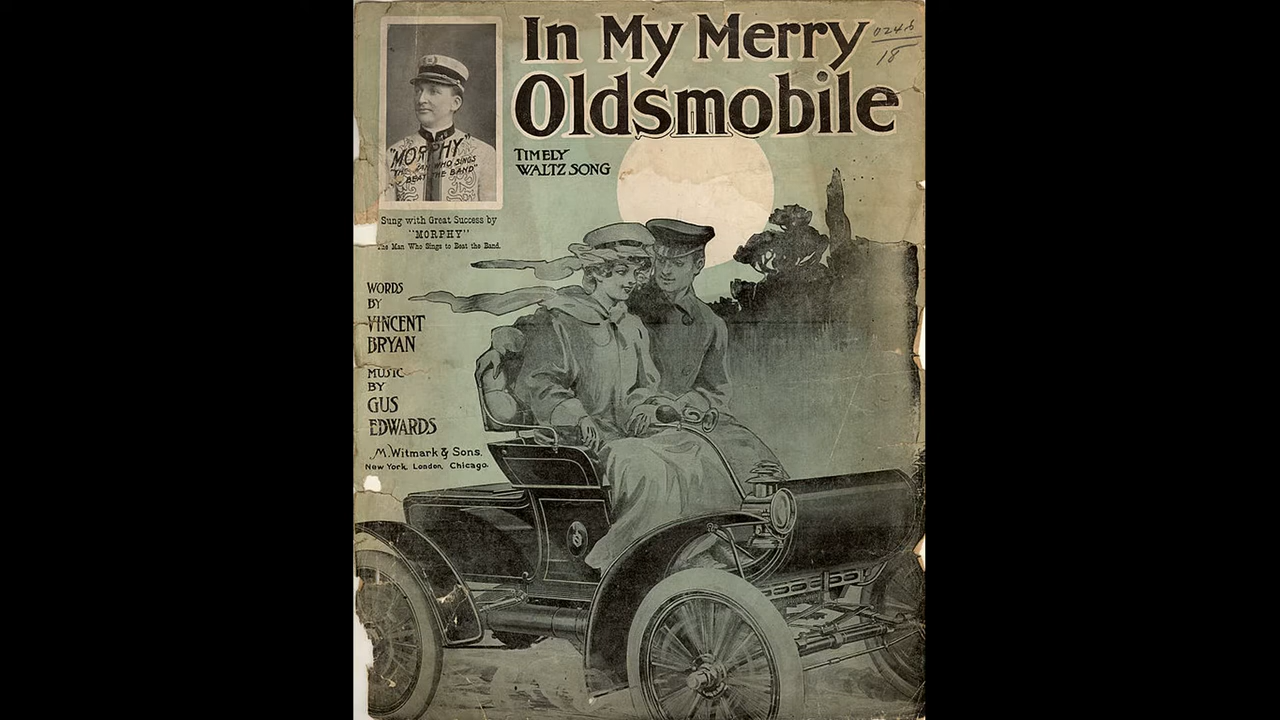 In My Merry
Oldsmobile
0245
18
"MORPHY"
"THE MAN WHO SINGS
TO BEAT THE BAND"
TIMELY
WALTZ SONG
Sung with Great Success by
"MORPHY"
The Man Who Sings to Beat the Band.
WORDS
BY
VINCENT
BRYAN
MUSIC
BY
GUS
EDWARDS
M. Witmark & Sons.
New York, London, Chicago.